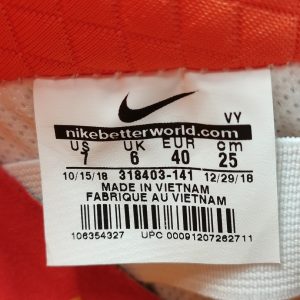 VY
nikebetterworld.com
US UK EUR cm
7 6 40 25
10/15/18 318403-141 12/29/18
MADE IN VIETNAM
FABRIQUE AU VIETNAM
106354327 UPC 00091207262711